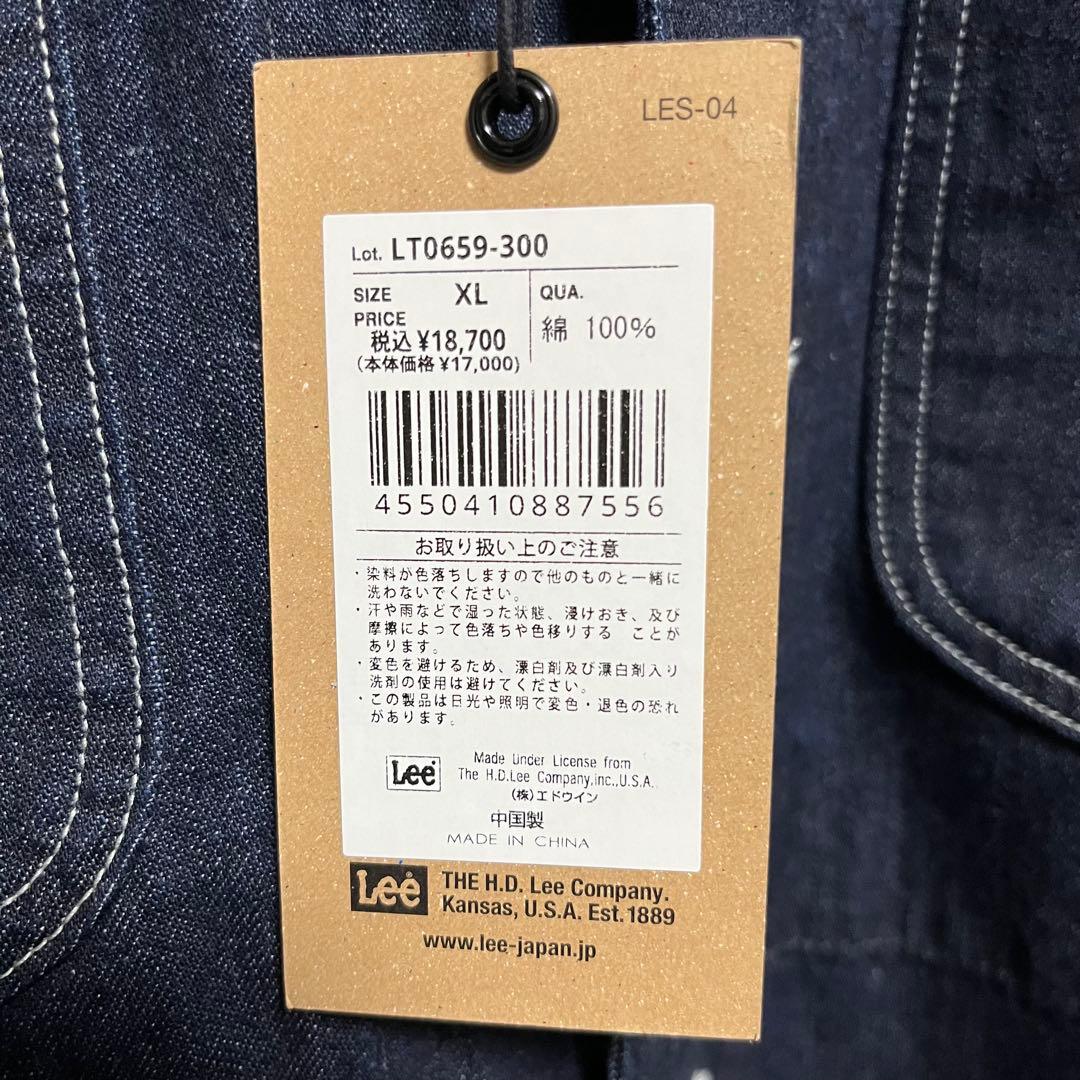 LES-04
Lot. LT0659-300
SIZE XL
QUA.
綿 100%
PRICE
税込 ¥18,700
(本体価格 ¥17,000)
4550410887556
お取り扱い上のご注意
・染料が色落ちしますので他のものと一緒に
洗わないでください。
・汗や雨などで湿った状態、浸けおき、及び
摩擦によって色落ちや色移りする ことが
あります。
・変色を避けるため、漂白剤及び漂白剤入り
洗剤の使用は避けてください。
・この製品は日光や照明で変色・退色の恐れ
があります。
Lee
Made Under License from
The H.D.Lee Company,inc.,U.S.A.
(株)エドウイン
中国製
MADE IN CHINA
Lee
THE H.D. Lee Company.
Kansas, U.S.A. Est.1889
www.lee-japan.jp